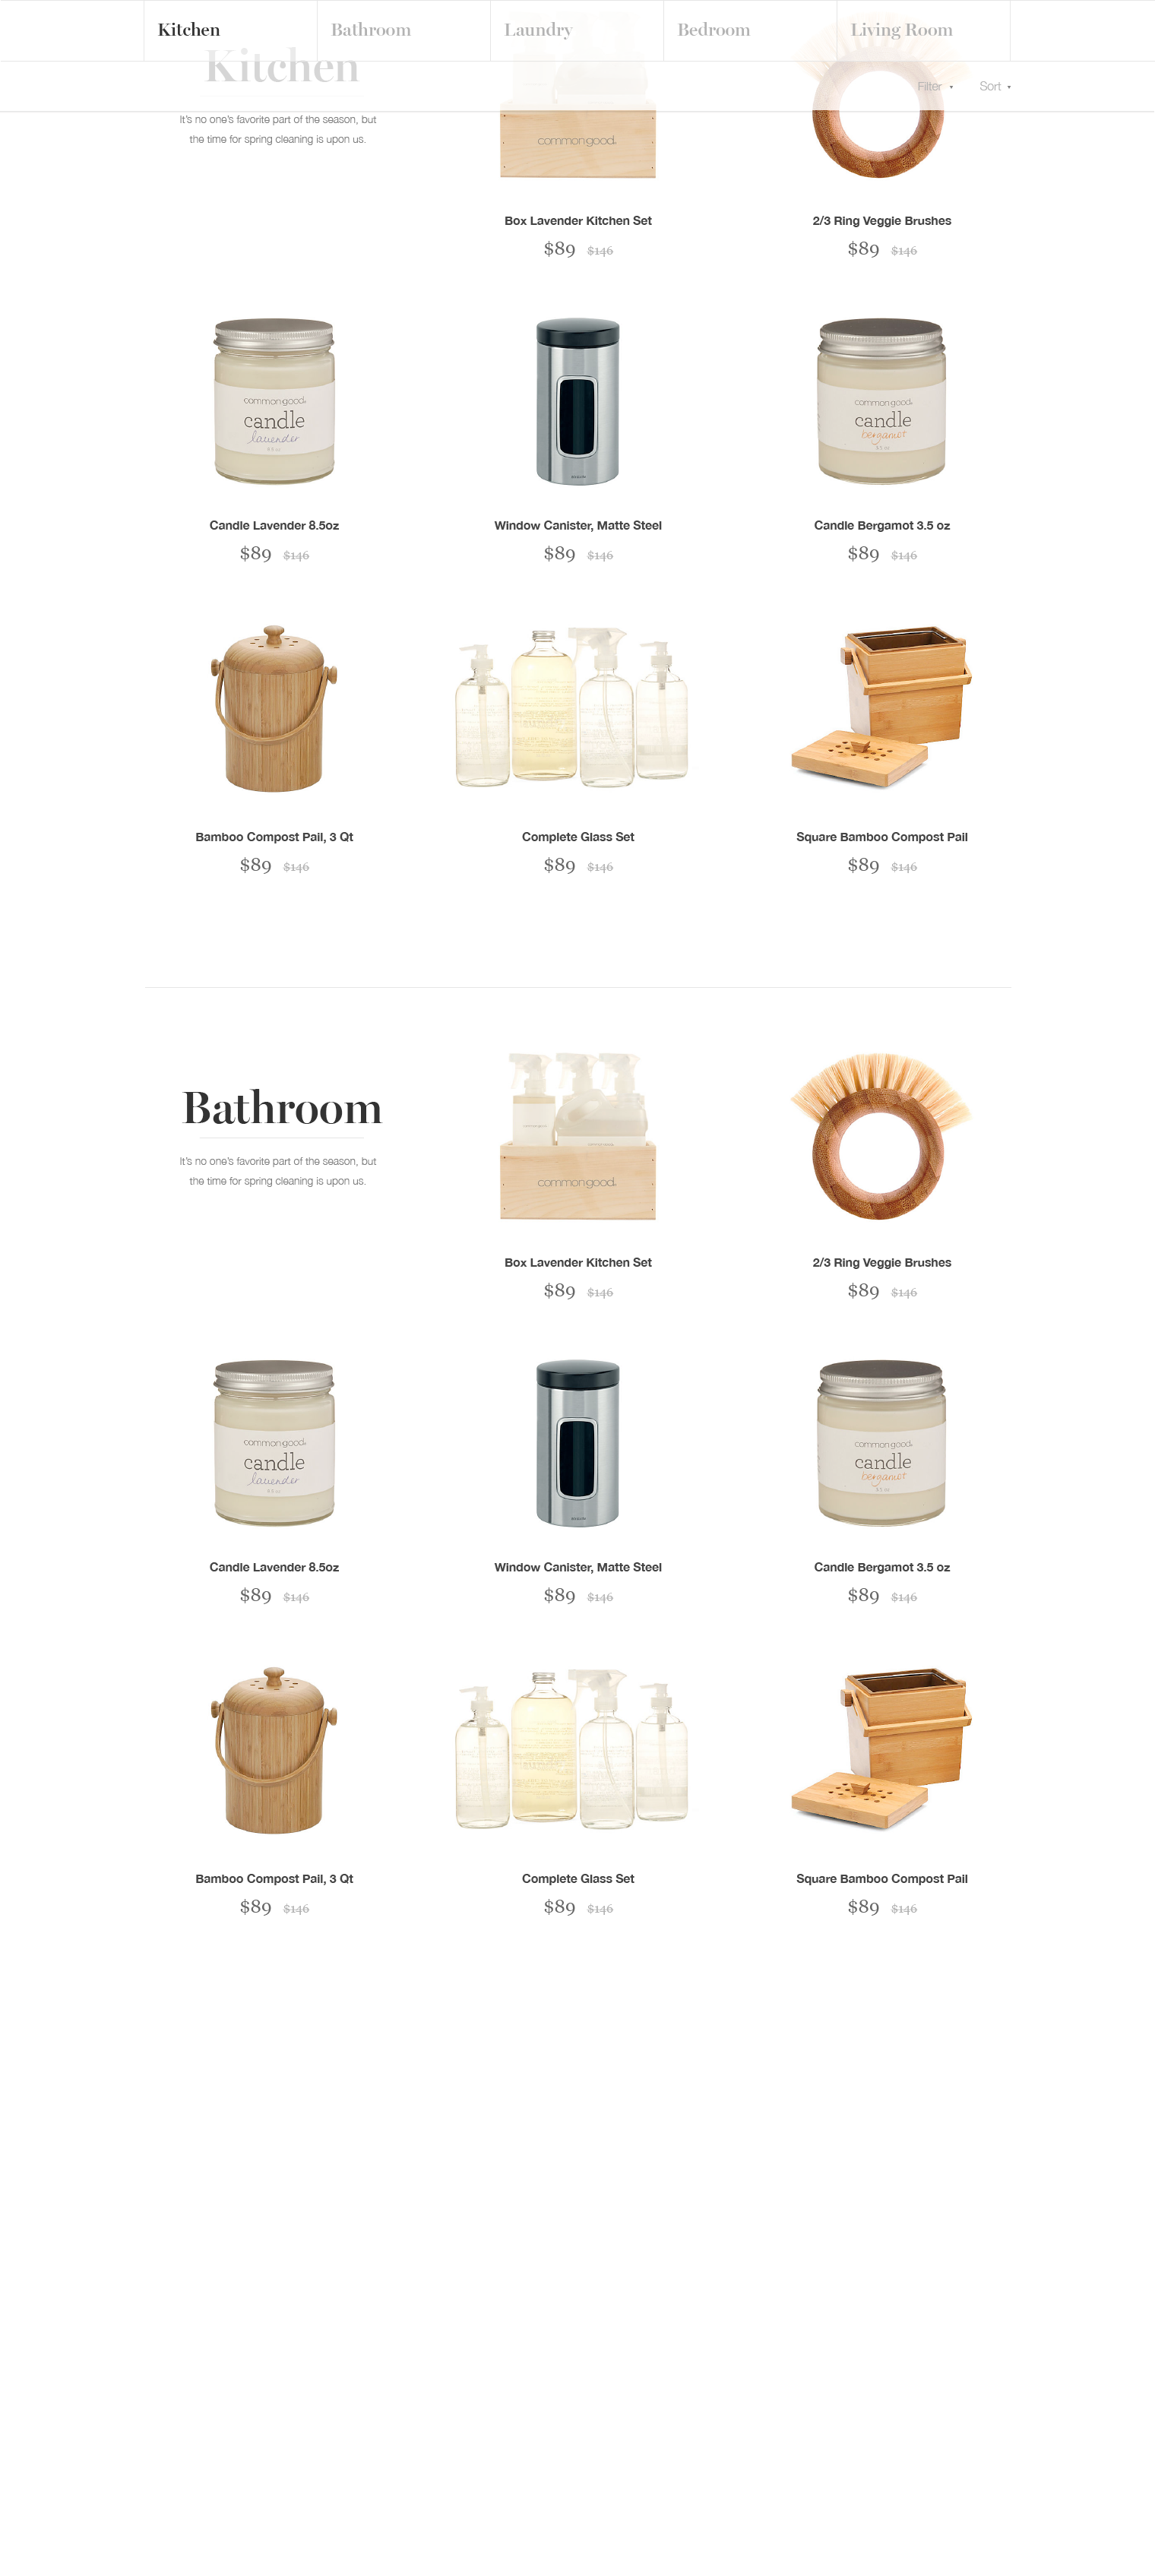 Kitchen
Bathroom
Laundry
Bedroom
Living Room
Kitchen
Filter
Sort
It's no one's favorite part of the season, but
the time for spring cleaning is upon us.
commongood.
Box Lavender Kitchen Set
$89 $146
2/3 Ring Veggie Brushes
$89 $146
commongood.
candle
lavender
commongood.
candle
bergamot
Candle Lavender 8.5oz
$89 $146
Window Canister, Matte Steel
$89 $146
Candle Bergamot 3.5 oz
$89 $146
Bamboo Compost Pail, 3 Qt
$89 $146
Complete Glass Set
$89 $146
Square Bamboo Compost Pail
$89 $146
Bathroom
It's no one's favorite part of the season, but
the time for spring cleaning is upon us.
commongood.
Box Lavender Kitchen Set
$89 $146
2/3 Ring Veggie Brushes
$89 $146
commongood.
candle
lavender
commongood.
candle
bergamot
Candle Lavender 8.5oz
$89 $146
Window Canister, Matte Steel
$89 $146
Candle Bergamot 3.5 oz
$89 $146
Bamboo Compost Pail, 3 Qt
$89 $146
Complete Glass Set
$89 $146
Square Bamboo Compost Pail
$89 $146